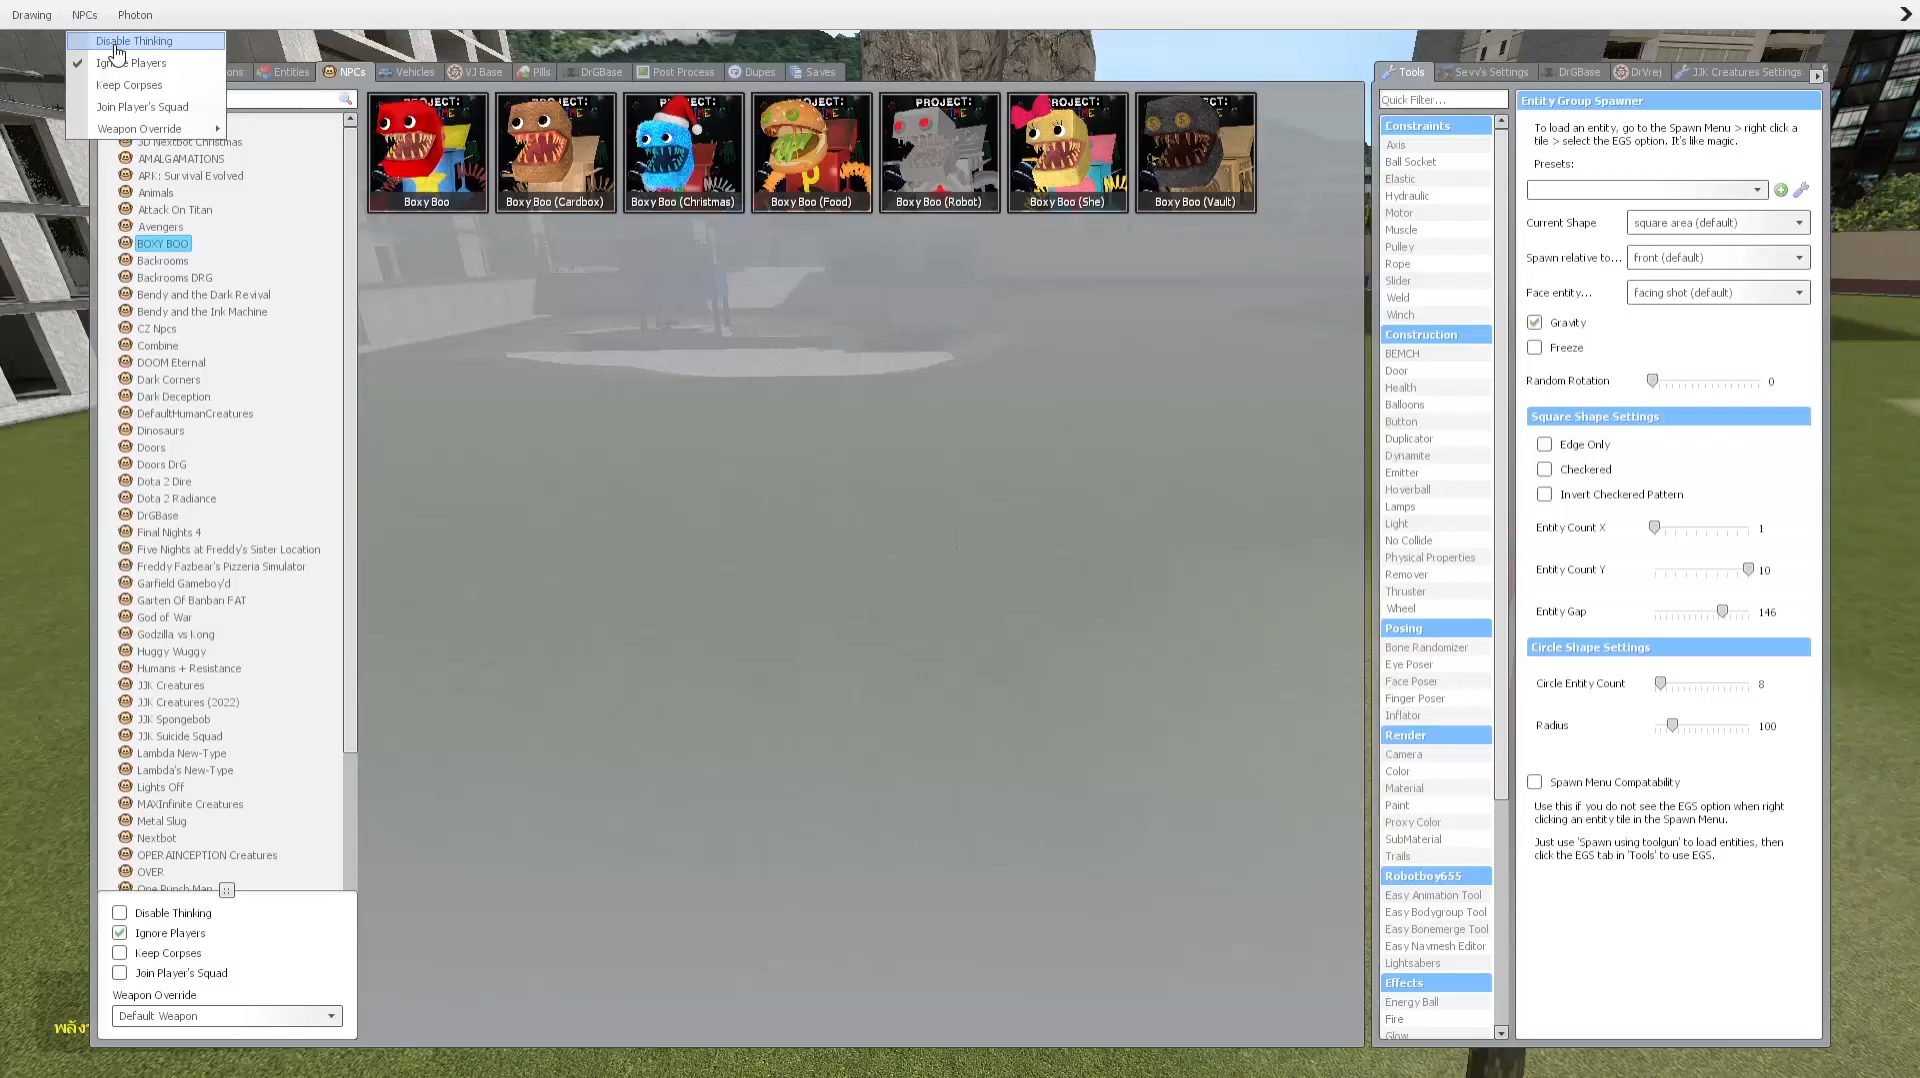 Drawing NPCs Photon
Disable Thinking
Ignore Players
Keep Corpses
Join Player's Squad
Weapon Override
Entities NPCs Vehicles VJ Base Pills DrGBase Post Process Dupes Saves
3D Nextbot Christmas
AMALGAMATIONS
ARK: Survival Evolved
Animals
Attack On Titan
Avengers
BOXY BOO
Backrooms
Backrooms DRG
Bendy and the Dark Revival
Bendy and the Ink Machine
CZ Npcs
Combine
DOOM Eternal
Dark Corners
Dark Deception
DefaultHumanCreatures
Dinosaurs
Doors
Doors DrG
Dota 2 Dire
Dota 2 Radiance
DrGBase
Final Nights 4
Five Nights at Freddy's Sister Location
Freddy Fazbear's Pizzeria Simulator
Garfield Gameboy'd
Garten Of Banban FAT
God of War
Godzilla vs Kong
Huggy Wuggy
Humans + Resistance
JJK Creatures
JJK Creatures (2022)
JJK Spongebob
JJK Suicide Squad
Lambda New-Type
Lambda's New-Type
Lights Off
MAXInfinite Creatures
Metal Slug
Nextbot
OPERAINCEPTION Creatures
OVER
One Punch Man
Disable Thinking
Ignore Players
Keep Corpses
Join Player's Squad
Weapon Override
Default Weapon
PROJECT:
Boxy Boo
PROJECT:
Boxy Boo (Cardbox)
PROJECT:
Boxy Boo (Christmas)
PROJECT:
Boxy Boo (Food)
PROJECT:
Boxy Boo (Robot)
PROJECT:
Boxy Boo (She)
PROJECT:
Boxy Boo (Vault)
Tools Sevv's Settings DrGBase DrVrej JJK Creatures Settings
Quick Filter...
Constraints
Axis
Ball Socket
Elastic
Hydraulic
Motor
Muscle
Pulley
Rope
Slider
Weld
Winch
Construction
BEMCH
Door
Health
Balloons
Button
Duplicator
Dynamite
Emitter
Hoverball
Lamps
Light
No Collide
Physical Properties
Remover
Thruster
Wheel
Posing
Bone Randomizer
Eye Poser
Face Poser
Finger Poser
Inflator
Render
Camera
Color
Material
Paint
Proxy Color
SubMaterial
Trails
Robotboy655
Easy Animation Tool
Easy Bodygroup Tool
Easy Bonemerge Tool
Easy Navmesh Editor
Lightsabers
Effects
Energy Ball
Fire
Glow
Entity Group Spawner
To load an entity, go to the Spawn Menu > right click a
tile > select the EGS option. It's like magic.
Presets:
Current Shape square area (default)
Spawn relative to... front (default)
Face entity... facing shot (default)
Gravity
Freeze
Random Rotation 0
Square Shape Settings
Edge Only
Checkered
Invert Checkered Pattern
Entity Count X 1
Entity Count Y 10
Entity Gap 146
Circle Shape Settings
Circle Entity Count 8
Radius 100
Spawn Menu Compatability
Use this if you do not see the EGS option when right
clicking an entity tile in the Spawn Menu.
Just use 'Spawn using toolgun' to load entities, then
click the EGS tab in 'Tools' to use EGS.